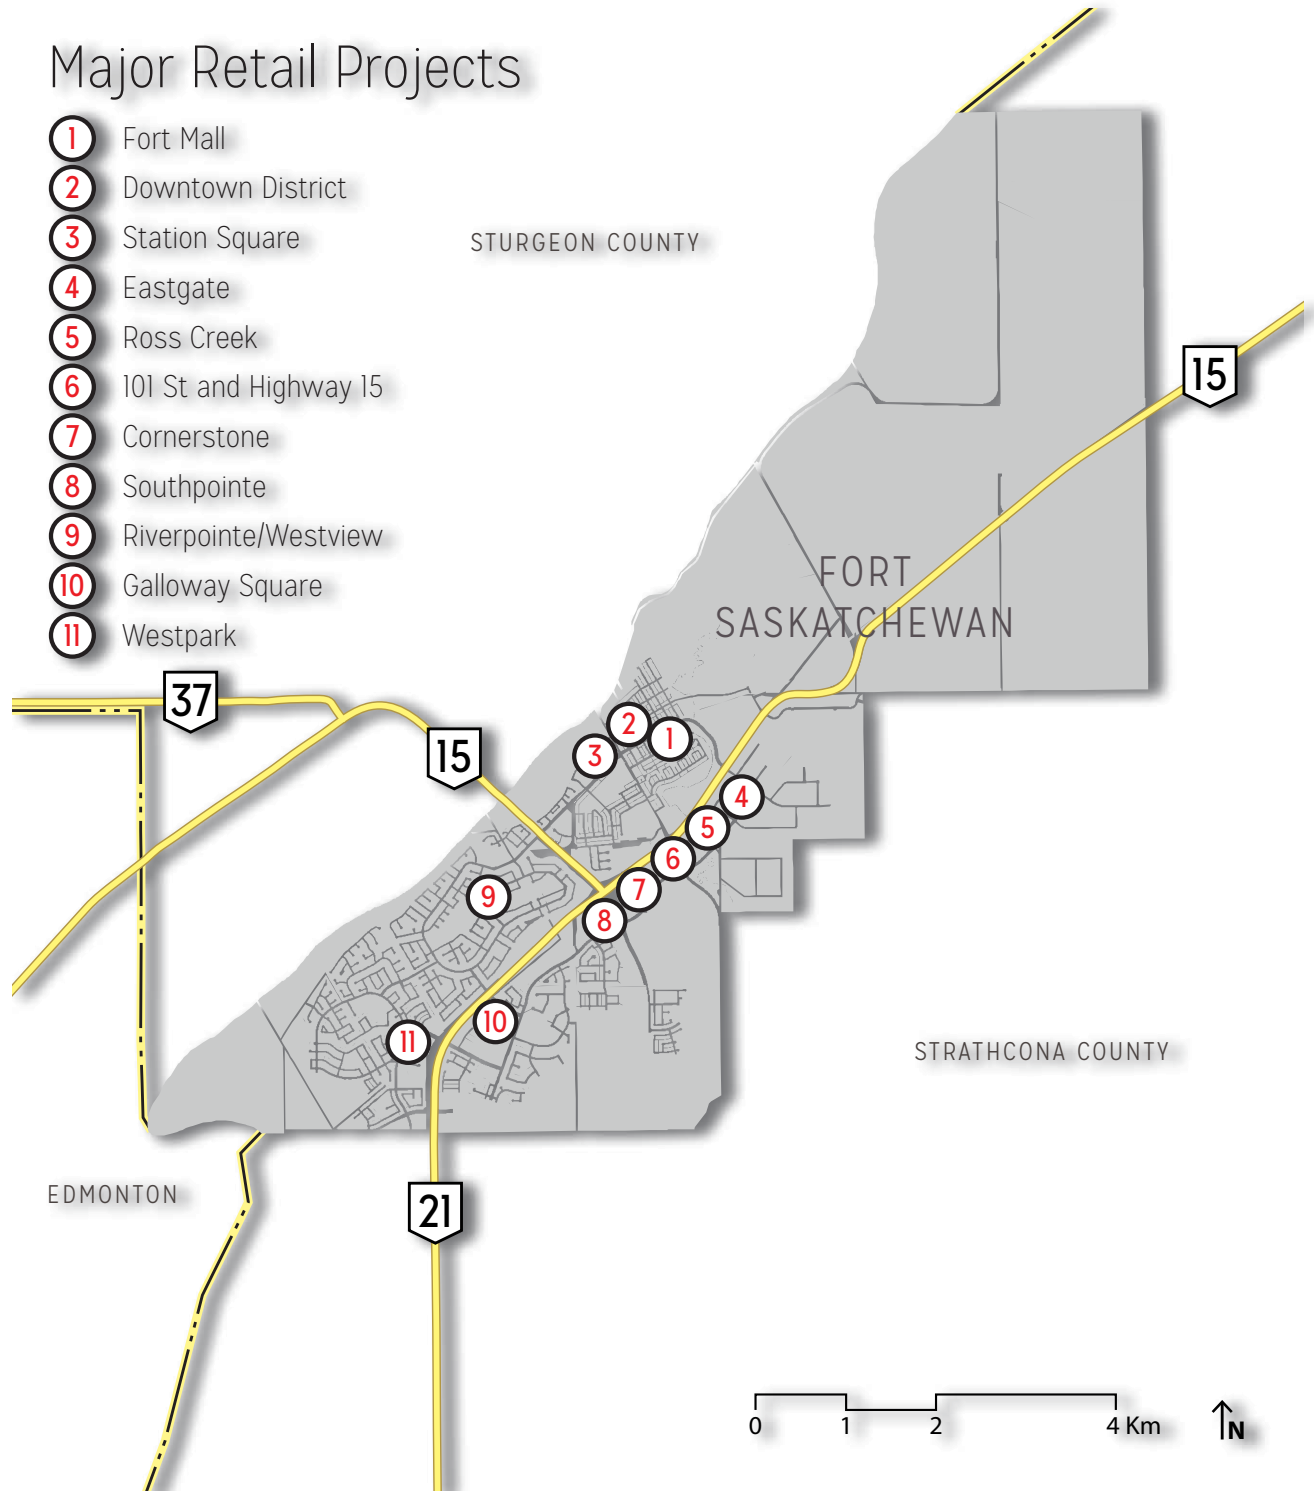 Major Retail Projects
1 Fort Mall
2 Downtown District
3 Station Square
4 Eastgate
5 Ross Creek
6 101 St and Highway 15
7 Cornerstone
8 Southpointe
9 Riverpointe/Westview
10 Galloway Square
11 Westpark
STURGEON COUNTY
15
FORT
SASKATCHEWAN
37
15
2
1
3
4
5
6
7
9
8
10
11
STRATHCONA COUNTY
EDMONTON
21
0 1 2 4 Km
N